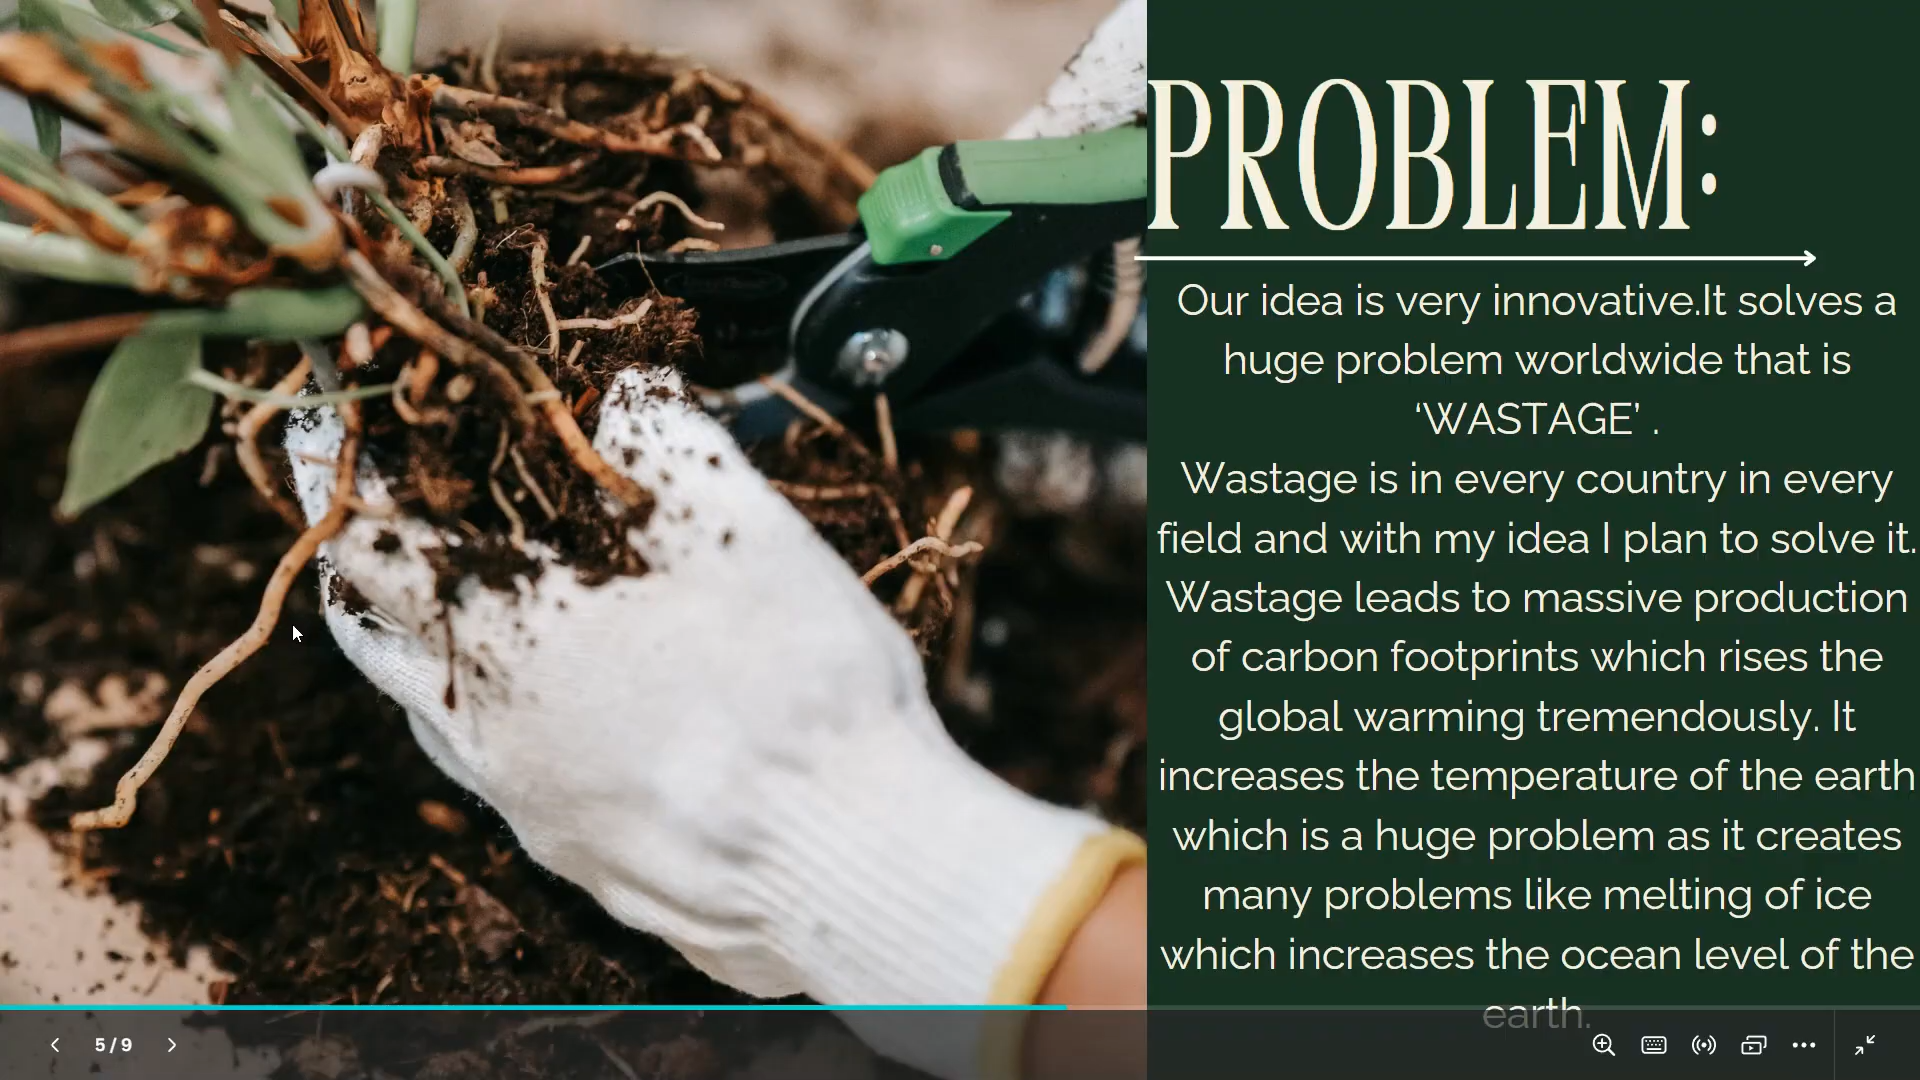 PROBLEM:
Our idea is very innovative.It solves a
huge problem worldwide that is
‘WASTAGE’ .
Wastage is in every country in every
field and with my idea I plan to solve it.
Wastage leads to massive production
of carbon footprints which rises the
global warming tremendously. It
increases the temperature of the earth
which is a huge problem as it creates
many problems like melting of ice
which increases the ocean level of the
earth.
5/9